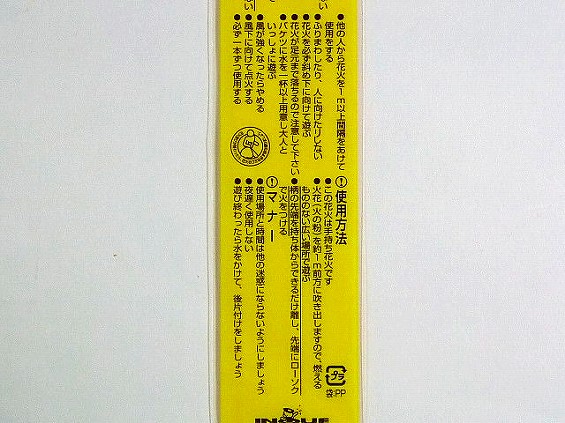 ●他の人から花火を1m以上間隔をあけて
使用をする
●ふりまわしたり、人に向けたりしない
●花火を必ず斜め下に向けて遊ぶ
●花火が足元まで落ちるので注意して下さい
●バケツに水を一杯以上用意し大人と
いっしょに遊ぶ
●風が強くなったらやめる
●風下に向けて点火する
●必ず一本ずつ使用する
①使用方法
●この花火は手持ち花火です
●火花(火の粉)を約1m前方に吹き出しますので、燃える
もののない広い場所で遊ぶ
●柄の先端を持ち体からできるだけ離し、先端にローソク
で火をつける
①マナー
●使用場所と時間は他の迷惑にならないようにしましょう
●夜遅く使用しない
●遊び終わったら水をかけて、後片付けをしましょう
プラ
袋:PP
INOUE